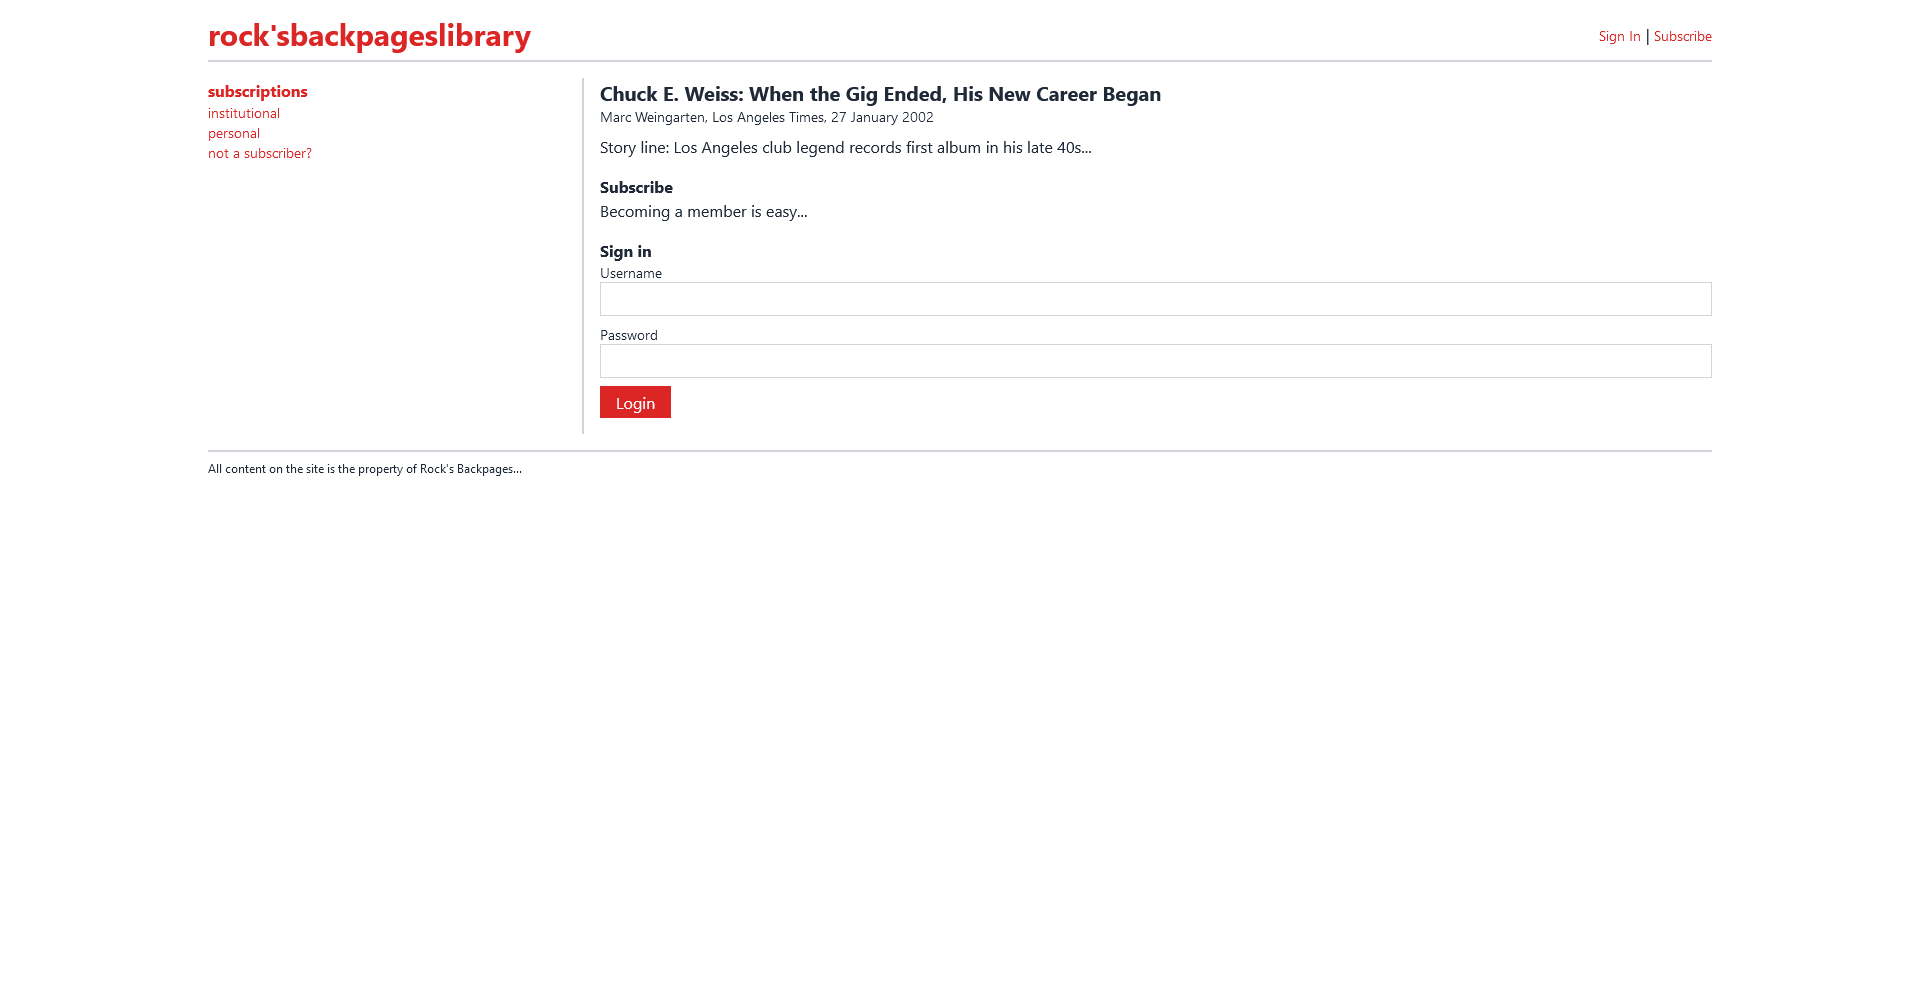 rock'sbackpageslibrary
Sign In | Subscribe
subscriptions
institutional
personal
not a subscriber?
Chuck E. Weiss: When the Gig Ended, His New Career Began
Marc Weingarten, Los Angeles Times, 27 January 2002
Story line: Los Angeles club legend records first album in his late 40s...
Subscribe
Becoming a member is easy...
Sign in
Username
Password
Login
All content on the site is the property of Rock's Backpages...